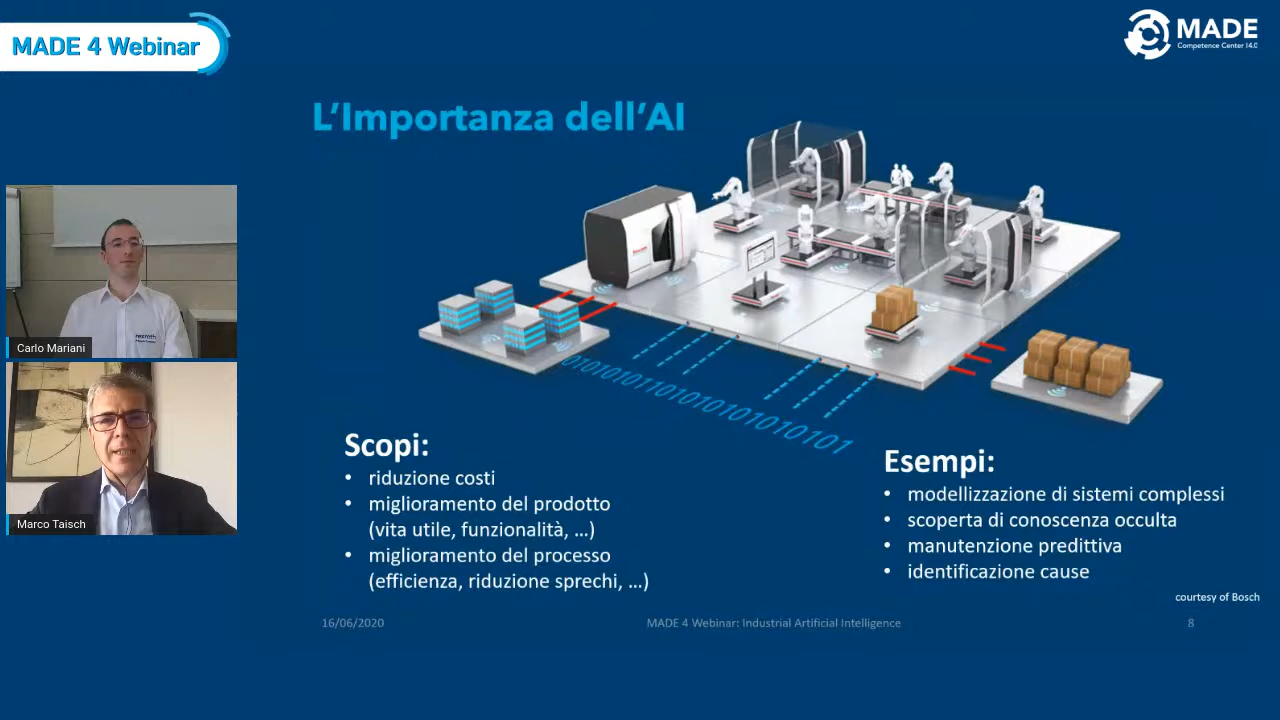 MADE 4 Webinar
MADE
Competence Center I4.0
L'Importanza dell'AI
rexroth
Carlo Mariani
Marco Taisch
Scopi:
• riduzione costi
• miglioramento del prodotto
(vita utile, funzionalità, ...)
• miglioramento del processo
(efficienza, riduzione sprechi, ...)
Esempi:
• modellizzazione di sistemi complessi
• scoperta di conoscenza occulta
• manutenzione predittiva
• identificazione cause
courtesy of Bosch
16/06/2020
MADE 4 Webinar: Industrial Artificial Intelligence
8